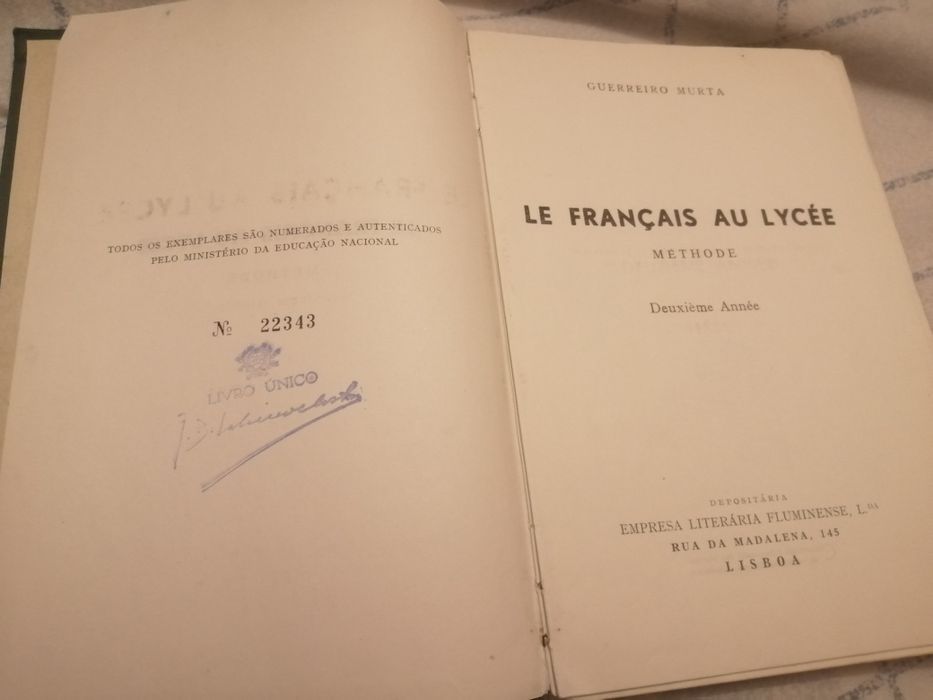 TODOS OS EXEMPLARES SÃO NUMERADOS E AUTENTICADOS
PELO MINISTÉRIO DA EDUCAÇÃO NACIONAL
№ 22343
LIVRO ÚNICO
GUERREIRO MURTA
LE FRANÇAIS AU LYCÉE
MÉTHODE
Deuxième Année
DEPOSITÁRIA
EMPRESA LITERÁRIA FLUMINENSE, L.DA
RUA DA MADALENA, 145
LISBOA